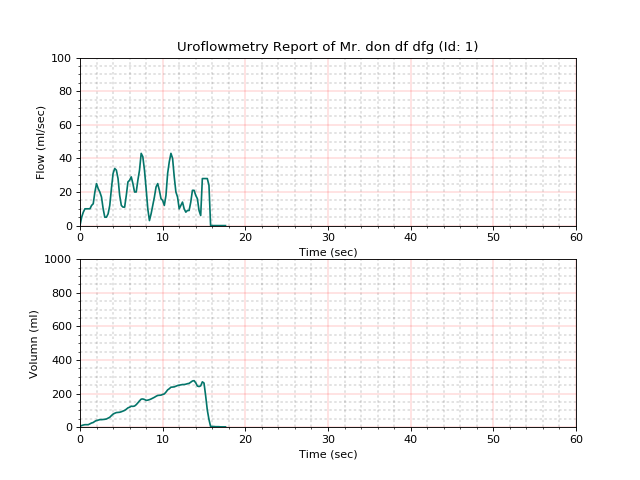 Uroflowmetry Report of Mr. don df dfg (Id: 1)
Flow (ml/sec)
100
80
60
40
20
0
0 10 20 30 40 50 60
Time (sec)
Volumn (ml)
1000
800
600
400
200
0
0 10 20 30 40 50 60
Time (sec)